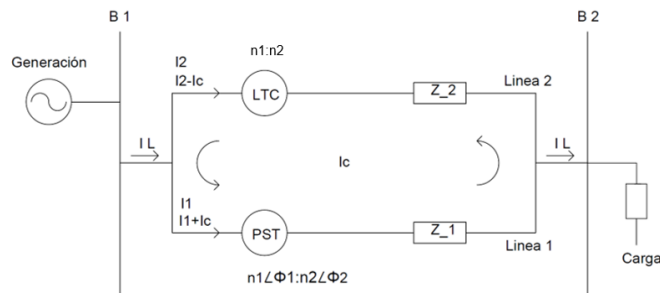 B 1
B 2
n1:n2
Generación
I2
I2-Ic
LTC
Z_2
Linea 2
I L
Ic
I L
I1
I1+Ic
PST
Z_1
Linea 1
Carga
n1∠Φ1:n2∠Φ2